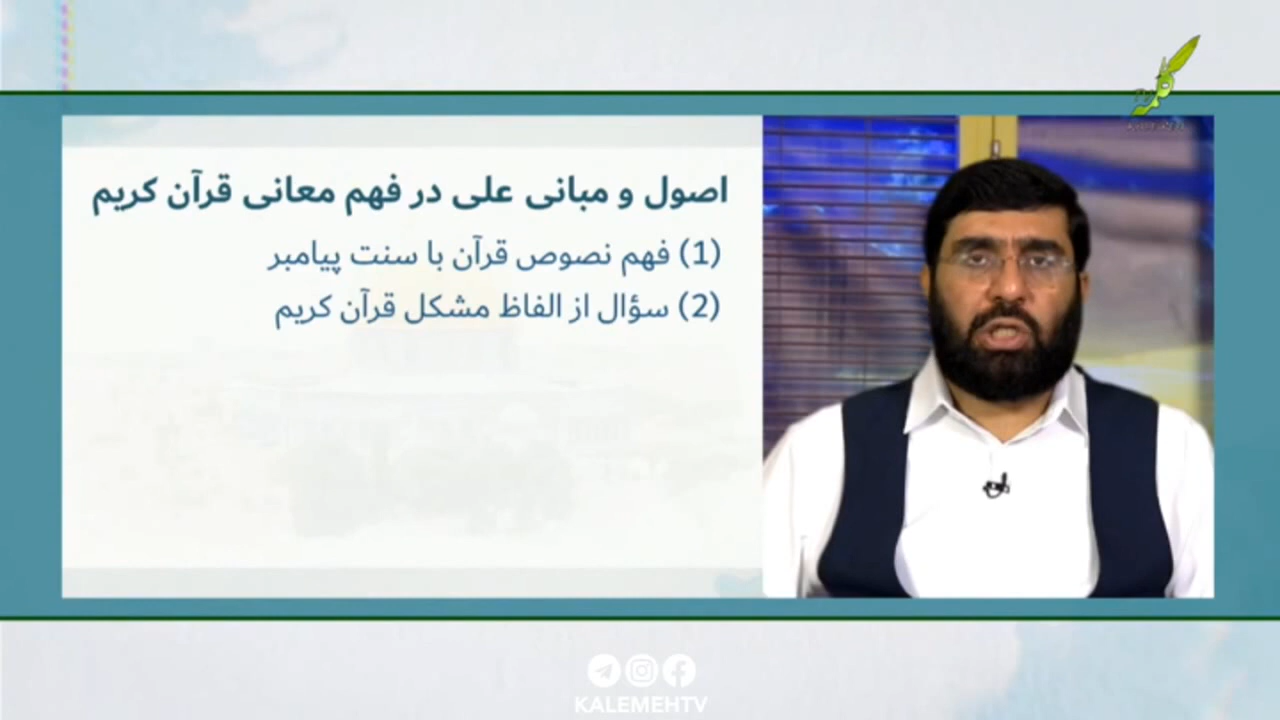 اصول و مبانی علی در فهم معانی قرآن کریم
(1) فهم نصوص قرآن با سنت پیامبر
(2) سؤال از الفاظ مشکل قرآن کریم
KALEMEHTV